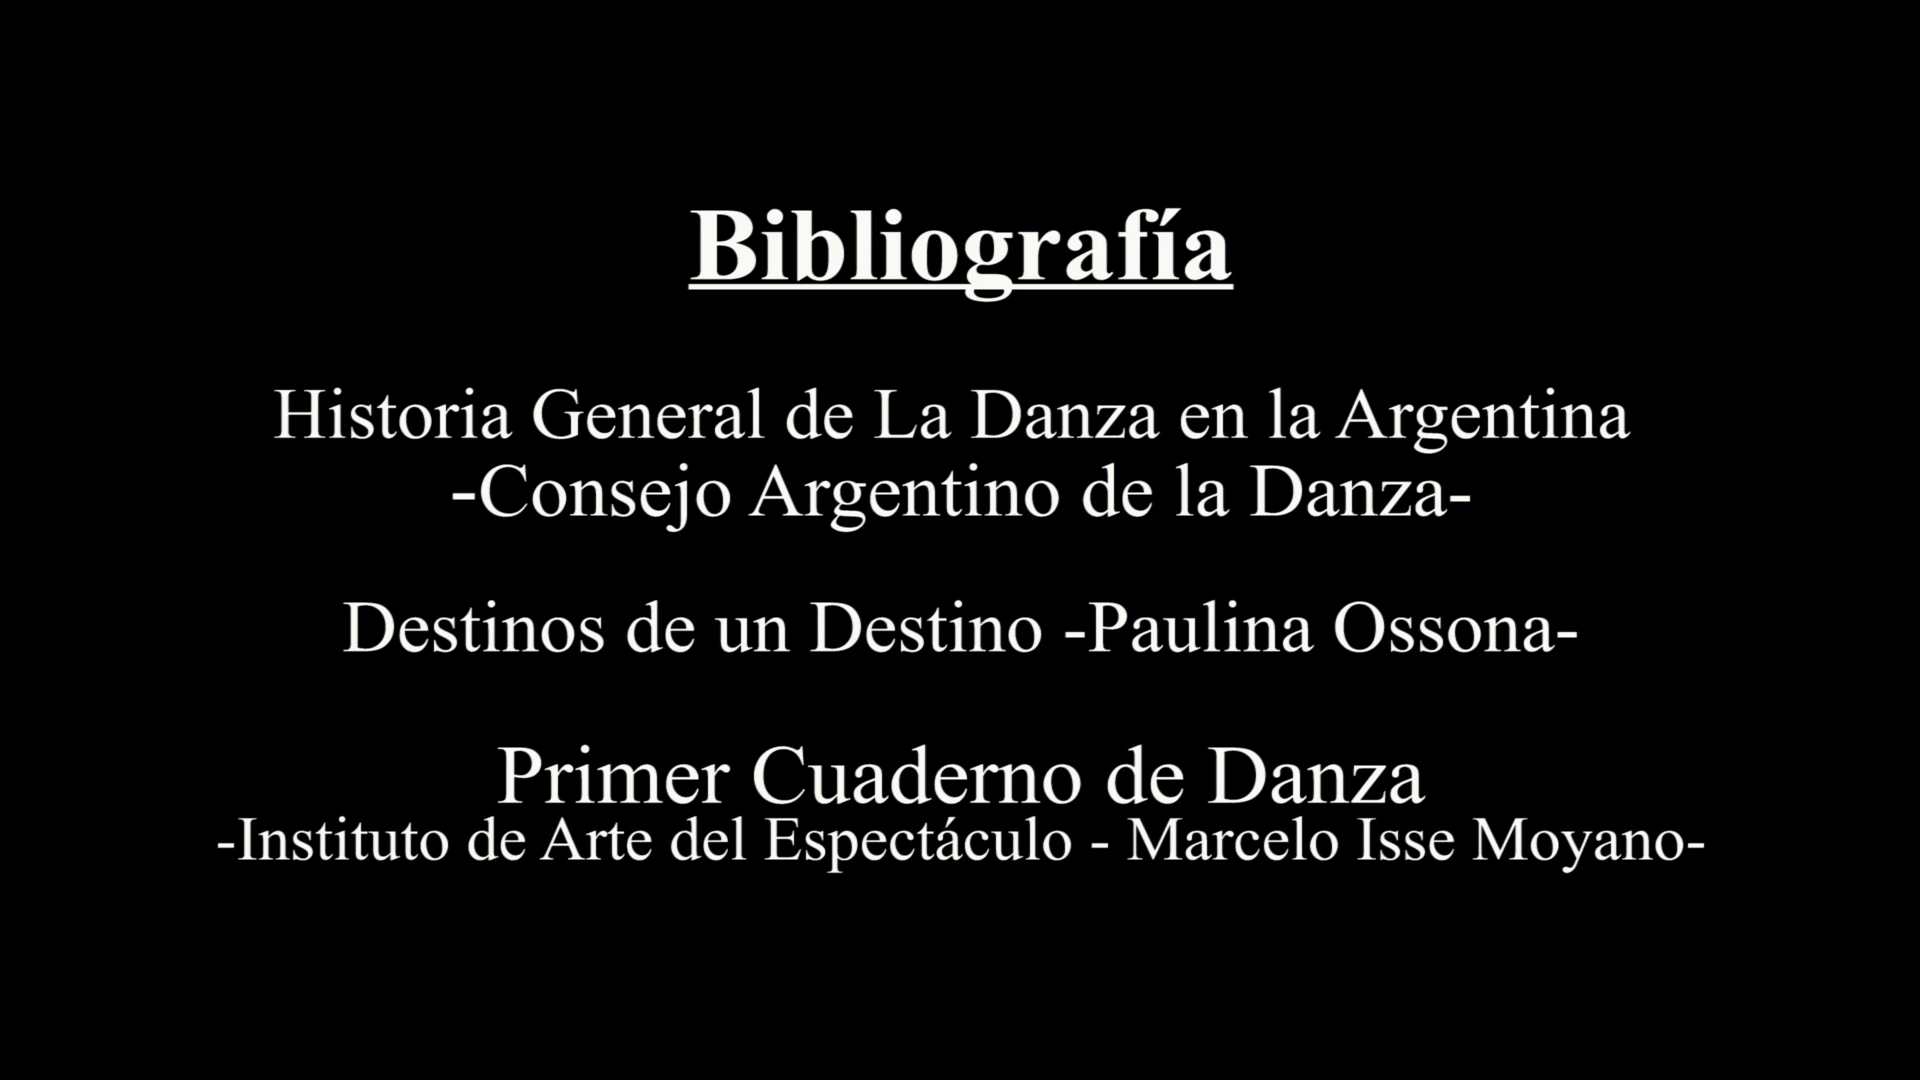 Bibliografía
Historia General de La Danza en la Argentina
-Consejo Argentino de la Danza-
Destinos de un Destino -Paulina Ossona-
Primer Cuaderno de Danza
-Instituto de Arte del Espectáculo - Marcelo Isse Moyano-